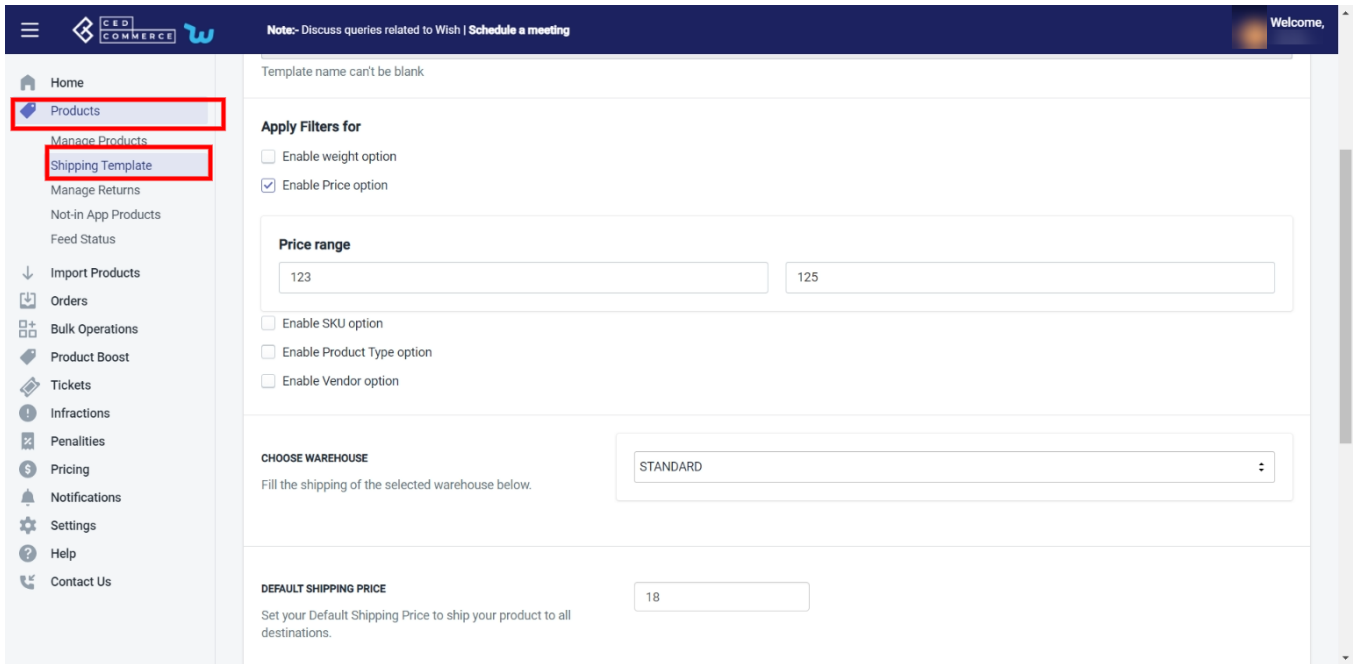 CED
COMMERCE
Note:- Discuss queries related to Wish | Schedule a meeting
Welcome,
Home
Products
Manage Products
Shipping Template
Manage Returns
Not-in App Products
Feed Status
Import Products
Orders
Bulk Operations
Product Boost
Tickets
Infractions
Penalities
Pricing
Notifications
Settings
Help
Contact Us
Template name can't be blank
Apply Filters for
Enable weight option
Enable Price option
Price range
123
125
Enable SKU option
Enable Product Type option
Enable Vendor option
CHOOSE WAREHOUSE
Fill the shipping of the selected warehouse below.
STANDARD
DEFAULT SHIPPING PRICE
Set your Default Shipping Price to ship your product to all
destinations.
18